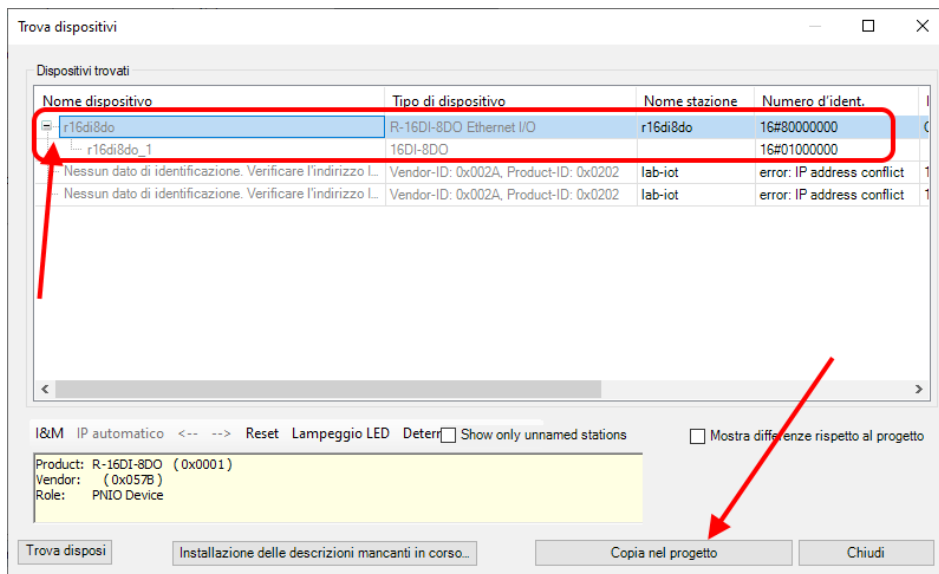 Trova dispositivi
Dispositivi trovati
Nome dispositivo Tipo di dispositivo Nome stazione Numero d'ident.
r16di8do R-16DI-8DO Ethernet I/O r16di8do 16#80000000
r16di8do_1 16DI-8DO 16#01000000
Nessun dato di identificazione. Verificare l'indirizzo I... Vendor-ID: 0x002A, Product-ID: 0x0202 lab-iot error: IP address conflict 1
Nessun dato di identificazione. Verificare l'indirizzo I... Vendor-ID: 0x002A, Product-ID: 0x0202 lab-iot error: IP address conflict 1
I&M IP automatico <-- --> Reset Lampeggio LED Show only unnamed stations Mostra differenze rispetto al progetto
Product: R-16DI-8DO (0x0001)
Vendor: (0x057B)
Role: PNIO Device
Trova disposi Installazione delle descrizioni mancanti in corso... Copia nel progetto Chiudi